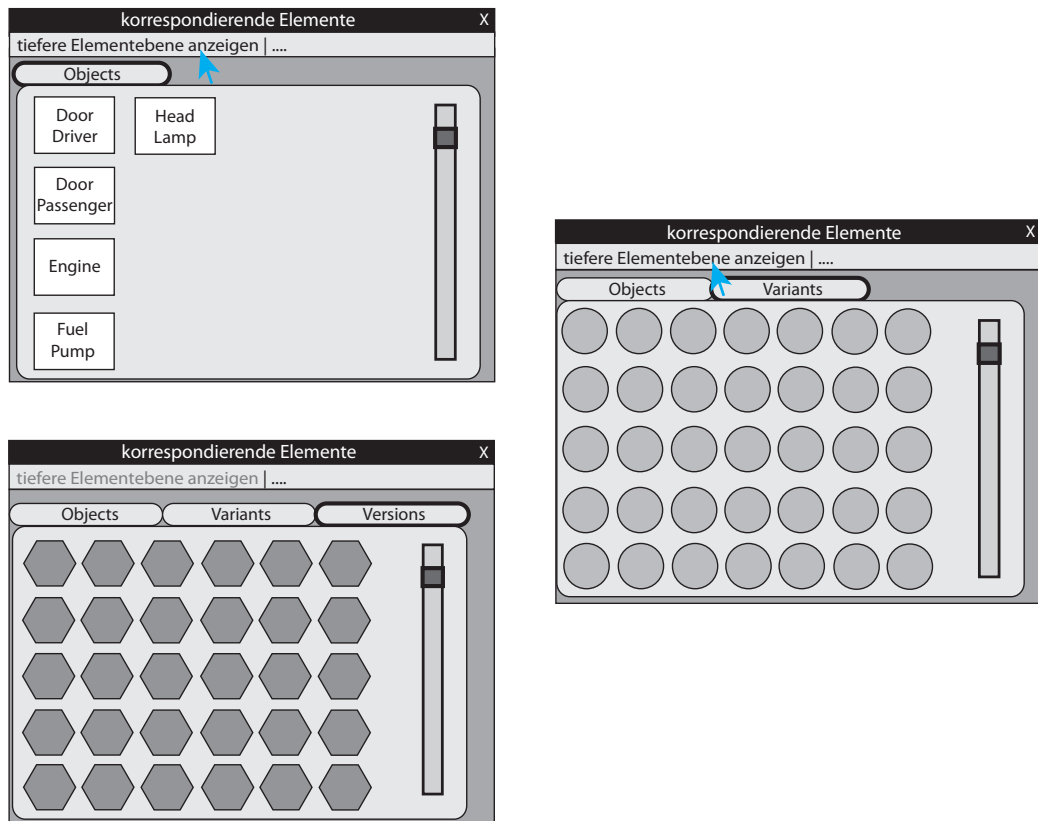 korrespondierende Elemente X
tiefere Elementebene anzeigen | ....
Objects
Door
Driver
Head
Lamp
Door
Passenger
Engine
Fuel
Pump
korrespondierende Elemente X
tiefere Elementebene anzeigen | ....
Objects Variants
korrespondierende Elemente X
tiefere Elementebene anzeigen | ....
Objects Variants Versions